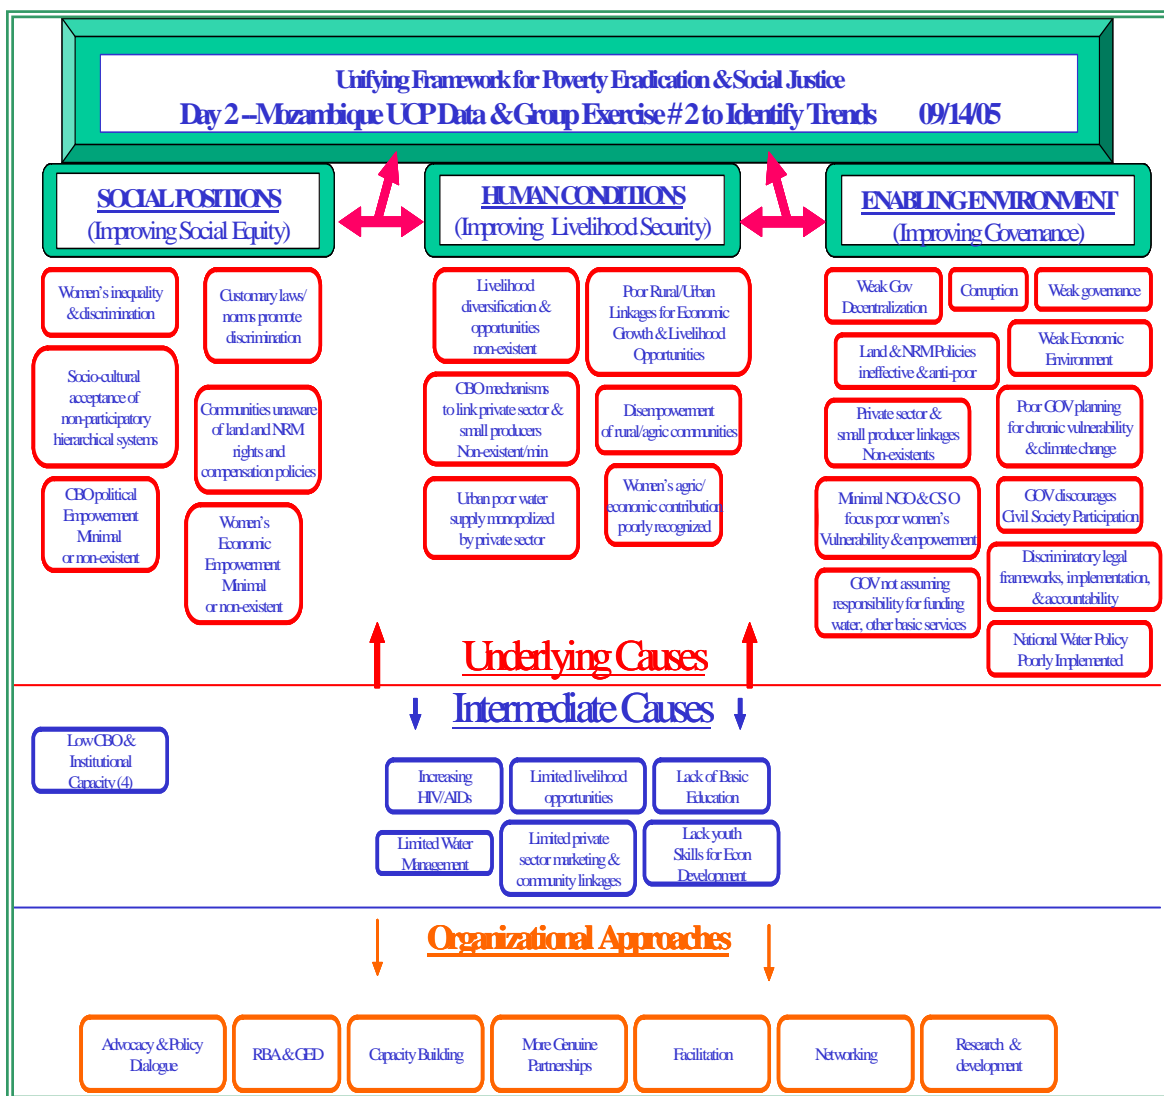 Unifying Framework for Poverty Eradication & Social Justice
Day 2 – Mozambique UCP Data & Group Exercise # 2 to Identify Trends 09/14/05
SOCIAL POSITIONS
(Improving Social Equity)
HUMAN CONDITIONS
(Improving Livelihood Security)
ENABLING ENVIRONMENT
(Improving Governance)
Women's inequality
& discrimination
Customary laws/
norms promote
discrimination
Socio-cultural
acceptance of
non-participatory
hierarchical systems
Communities unaware
of land and NRM
rights and
compensation policies
CBO political
Empowerment
Minimal
or non-existent
Women's
Economic
Empowerment
Minimal
or non-existent
Livelihood
diversification &
opportunities
non-existent
Poor Rural/Urban
Linkages for Economic
Growth & Livelihood
Opportunities
CBO mechanisms
to link private sector &
small producers
Non-existent/min
Disempowerment
of rural/agric communities
Urban poor water
supply monopolized
by private sector
Women's agric/
economic contribution
poorly recognized
Weak Gov
Decentralization
Corruption
Weak governance
Land & NRM Policies
ineffective & anti-poor
Weak Economic
Environment
Private sector &
small producer linkages
Non-existents
Poor GOV planning
for chronic vulnerability
& climate change
Minimal NGO & CSO
focus poor women's
Vulnerability & empowerment
GOV discourages
Civil Society Participation
GOV not assuming
responsibility for funding
water, other basic services
Discriminatory legal
frameworks, implementation,
& accountability
National Water Policy
Poorly Implemented
Underlying Causes
Intermediate Causes
Low CBO &
Institutional
Capacity (4)
Increasing
HIV/AIDs
Limited livelihood
opportunities
Lack of Basic
Education
Limited Water
Management
Limited private
sector marketing &
community linkages
Lack youth
Skills for Econ
Development
Organizational Approaches
Advocacy & Policy
Dialogue
RBA & GED
Capacity Building
More Genuine
Partnerships
Facilitation
Networking
Research &
development